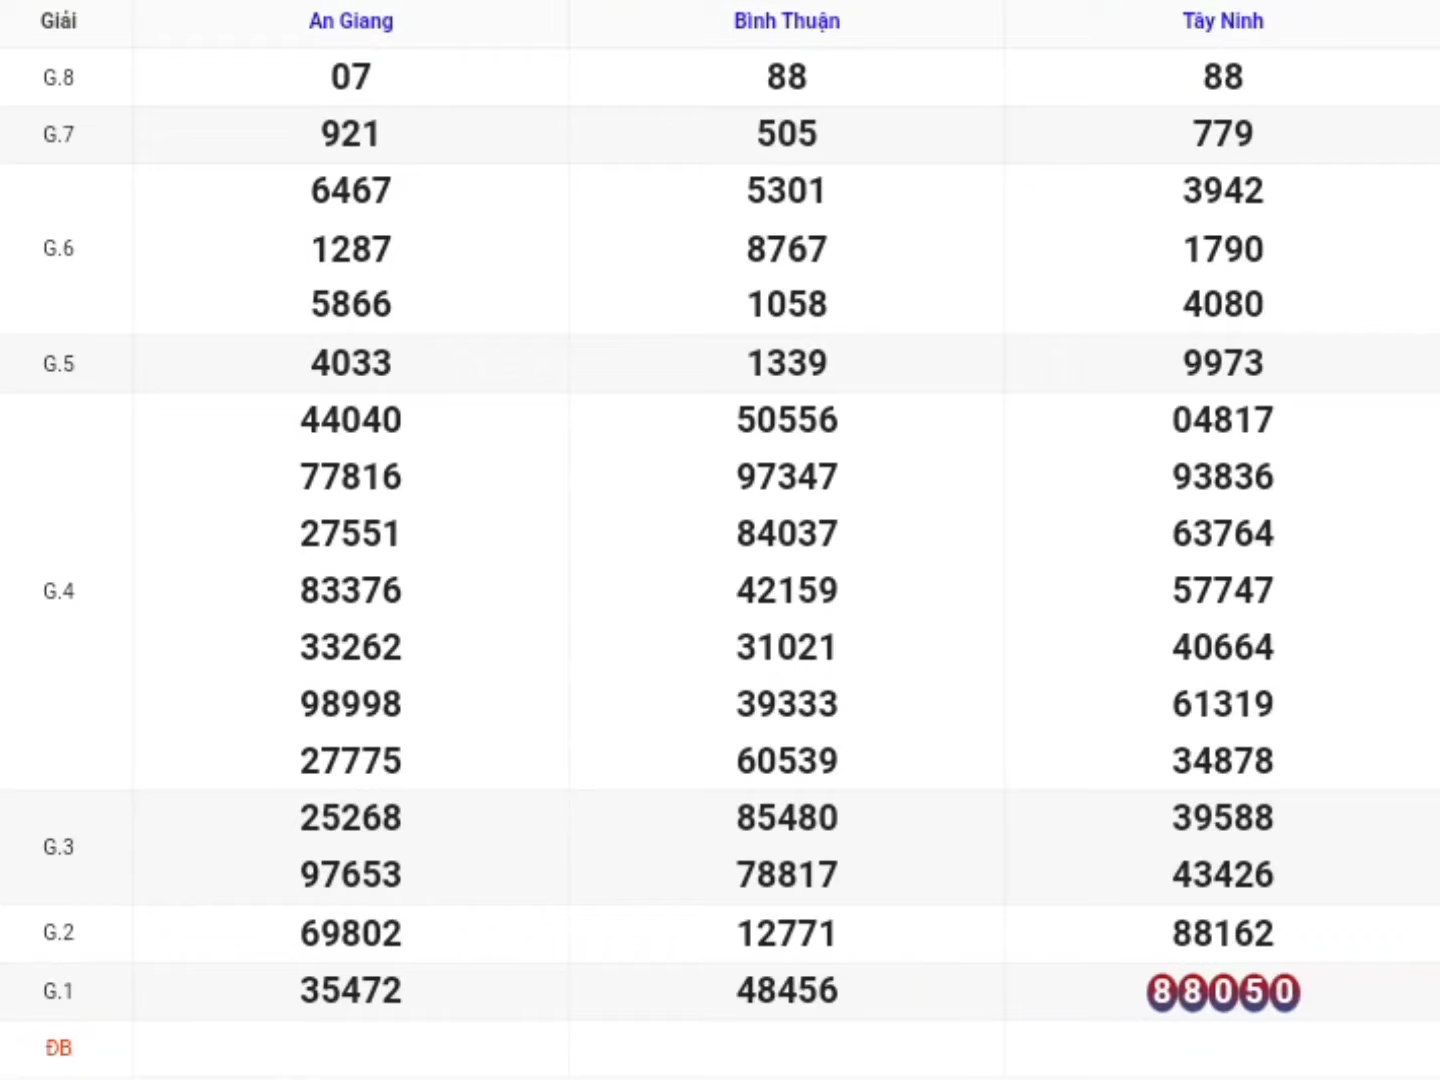 Giải An Giang Bình Thuận Tây Ninh
G.8 07 88 88
G.7 921 505 779
6467 5301 3942
G.6 1287 8767 1790
5866 1058 4080
G.5 4033 1339 9973
44040 50556 04817
77816 97347 93836
27551 84037 63764
G.4 83376 42159 57747
33262 31021 40664
98998 39333 61319
27775 60539 34878
25268 85480 39588
G.3
97653 78817 43426
G.2 69802 12771 88162
G.1 35472 48456 88050
ĐB